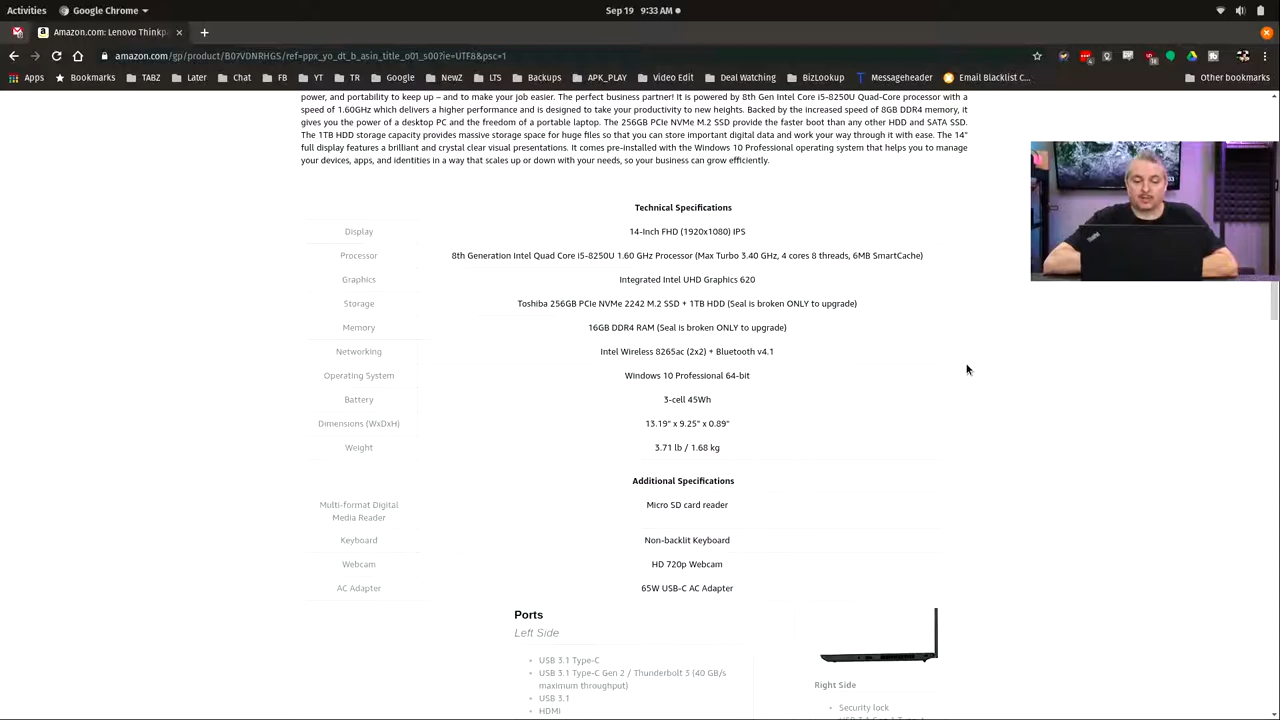 Activities
Google Chrome
Sep 19 9:33 AM
Amazon.com: Lenovo Thinkp
amazon.com/gp/product/B07VDNRHGS/ref=ppx_yo_dt_b_asin_title_o01_s00?ie=UTF8&psc=1
Apps Bookmarks TABZ Later Chat FB YT TR Google NewZ LTS Backups APK_PLAY Video Edit Deal Watching BizLookup Messageheader Email Blacklist C... Other bookmarks
power, and portability to keep up – and to make your job easier. The perfect business partner! It is powered by 8th Gen Intel Core i5-8250U Quad-Core processor with a
speed of 1.60GHz which delivers a higher performance and is designed to take your productivity to new heights. Backed by the increased speed of 8GB DDR4 memory, it
gives you the power of a desktop PC and the freedom of a portable laptop. The 256GB PCIe NVMe M.2 SSD provide the faster boot than any other HDD and SATA SSD.
The 1TB HDD storage capacity provides massive storage space for huge files so that you can store important digital data and work your way through it with ease. The 14"
full display features a brilliant and crystal clear visual presentations. It comes pre-installed with the Windows 10 Professional operating system that helps you to manage
your devices, apps, and identities in a way that scales up or down with your needs, so your business can grow efficiently.
Technical Specifications
Display 14-Inch FHD (1920x1080) IPS
Processor 8th Generation Intel Quad Core i5-8250U 1.60 GHz Processor (Max Turbo 3.40 GHz, 4 cores 8 threads, 6MB SmartCache)
Graphics Integrated Intel UHD Graphics 620
Storage Toshiba 256GB PCIe NVMe 2242 M.2 SSD + 1TB HDD (Seal is broken ONLY to upgrade)
Memory 16GB DDR4 RAM (Seal is broken ONLY to upgrade)
Networking Intel Wireless 8265ac (2x2) + Bluetooth v4.1
Operating System Windows 10 Professional 64-bit
Battery 3-cell 45Wh
Dimensions (WxDxH) 13.19" x 9.25" x 0.89"
Weight 3.71 lb / 1.68 kg
Additional Specifications
Multi-format Digital Micro SD card reader
Media Reader
Keyboard Non-backlit Keyboard
Webcam HD 720p Webcam
AC Adapter 65W USB-C AC Adapter
Ports
Left Side
USB 3.1 Type-C
USB 3.1 Type-C Gen 2 / Thunderbolt 3 (40 GB/s
maximum throughput)
USB 3.1
HDMI
Right Side
Security lock